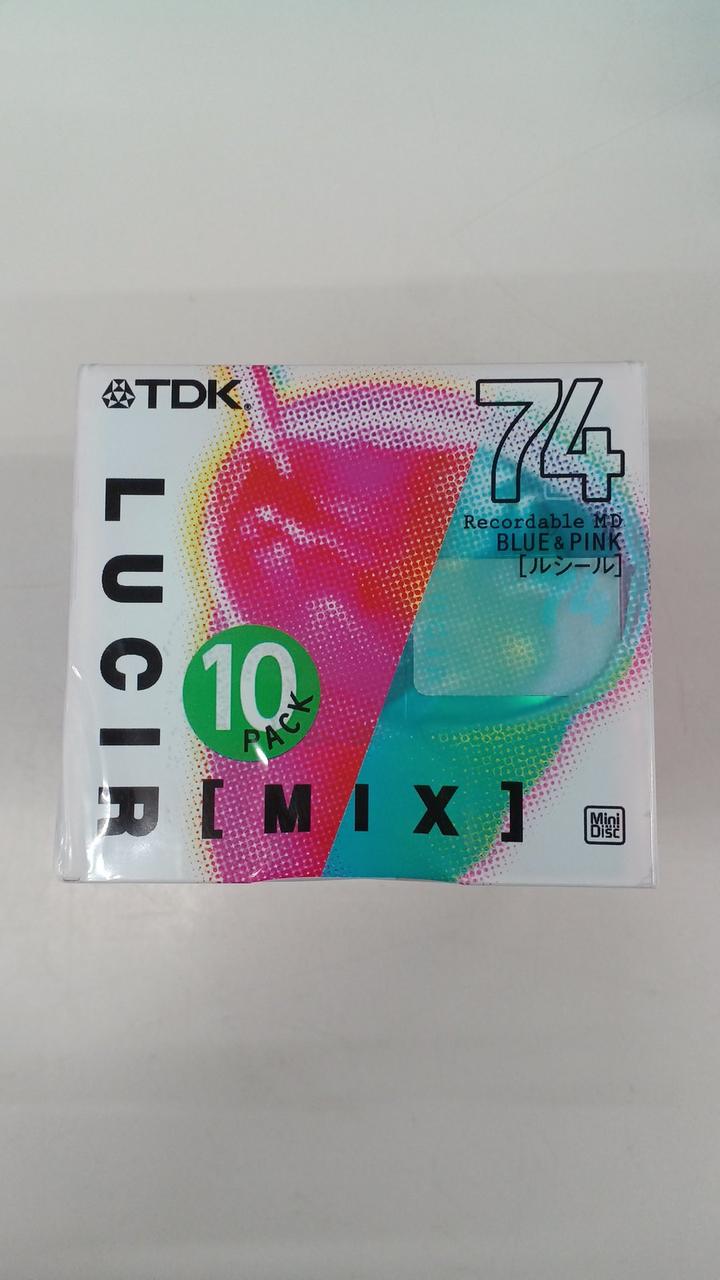 TDK®
74
Recordable MD
BLUE & PINK
[ルシール]
LUCIR
10
PACK
[MIX]
Mini
Disc